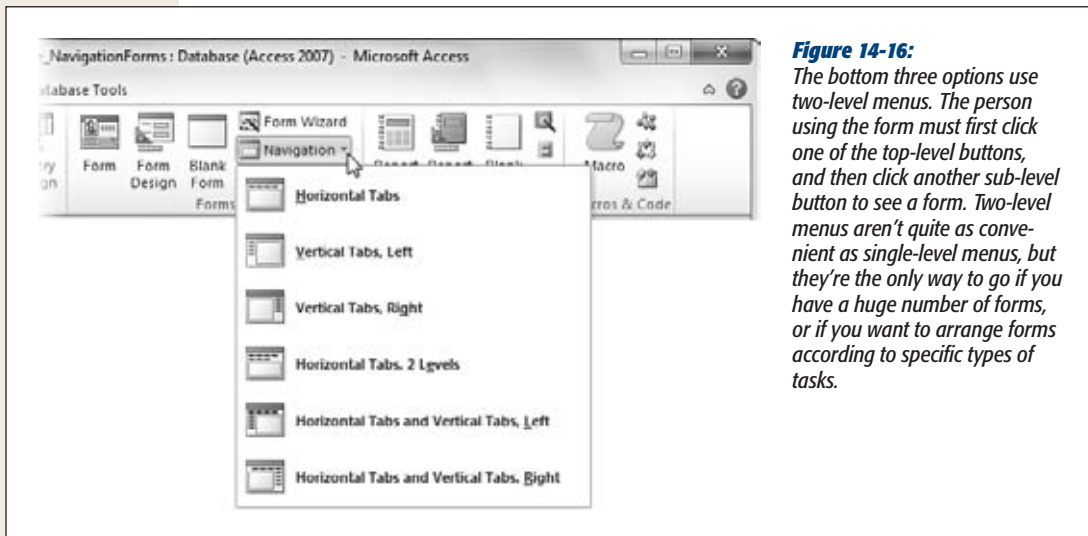 _NavigationForms : Database (Access 2007) - Microsoft Access
tabase Tools
Form Wizard
Navigation
Form
Form Design
Blank Form
Macro
Forms
cros & Code
Horizontal Tabs
Vertical Tabs, Left
Vertical Tabs, Right
Horizontal Tabs, 2 Levels
Horizontal Tabs and Vertical Tabs, Left
Horizontal Tabs and Vertical Tabs, Right
Figure 14-16:
The bottom three options use
two-level menus. The person
using the form must first click
one of the top-level buttons,
and then click another sub-level
button to see a form. Two-level
menus aren't quite as conve-
nient as single-level menus, but
they're the only way to go if you
have a huge number of forms,
or if you want to arrange forms
according to specific types of
tasks.